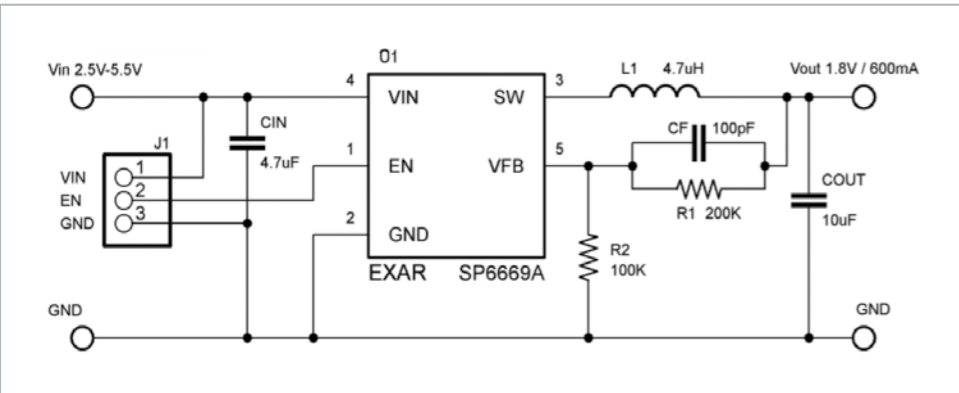 U1
Vin 2.5V-5.5V
L1 4.7uH
Vout 1.8V / 600mA
4
VIN
SW
3
CIN
4.7uF
CF
100pF
J1
1
EN
VFB
5
VIN
1
EN
2
GND
3
R1 200K
COUT
10uF
2
GND
R2
100K
EXAR
SP6669A
GND
GND